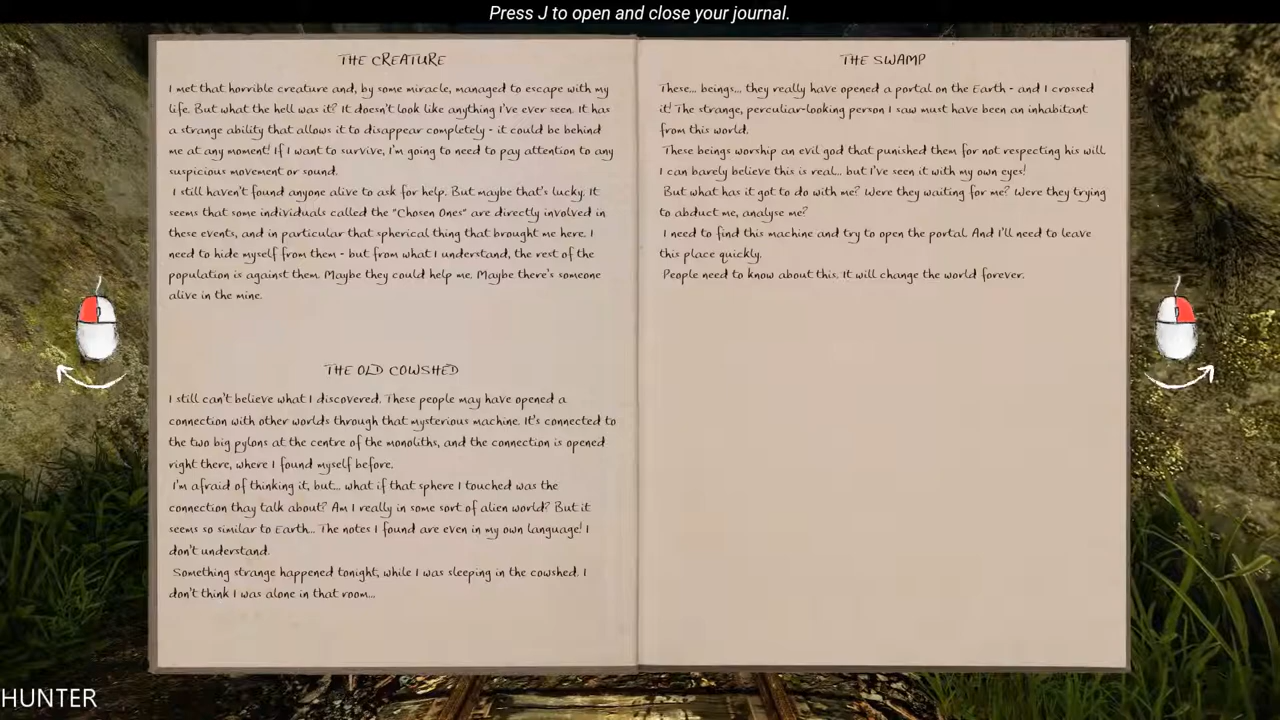 Press J to open and close your journal.
THE CREATURE
I met that horrible creature and, by some miracle, managed to escape with my
life. But what the hell was it? It doesn't look like anything I've ever seen. It has
a strange ability that allows it to disappear completely - it could be behind
me at any moment! If I want to survive, I'm going to need to pay attention to any
suspicious movement or sound.
I still haven't found anyone alive to ask for help. But maybe that's lucky. It
seems that some individuals called the "Chosen Ones" are directly involved in
these events, and in particular that spherical thing that brought me here. I
need to hide myself from them - but from what I understand, the rest of the
population is against them. Maybe they could help me. Maybe there's someone
alive in the mine.
THE OLD COWSHED
I still can't believe what I discovered. These people may have opened a
connection with other worlds through that mysterious machine. It's connected to
the two big pylons at the centre of the monoliths, and the connection is opened
right there, where I found myself before.
I'm afraid of thinking it, but... what if that sphere I touched was the
connection thay talk about? Am I really in some sort of alien world? But it
seems so similar to Earth... The notes I found are even in my own language! I
don't understand.
Something strange happened tonight, while I was sleeping in the cowshed. I
don't think I was alone in that room...
THE SWAMP
These... beings... they really have opened a portal on the Earth - and I crossed
it! The strange, perculiar-looking person I saw must have been an inhabitant
from this world.
These beings worship an evil god that punished them for not respecting his will.
I can barely believe this is real... but I've seen it with my own eyes!
But what has it got to do with me? Were they waiting for me? Were they trying
to abduct me, analyse me?
I need to find this machine and try to open the portal. And I'll need to leave
this place quickly.
People need to know about this. It will change the world forever.
HUNTER